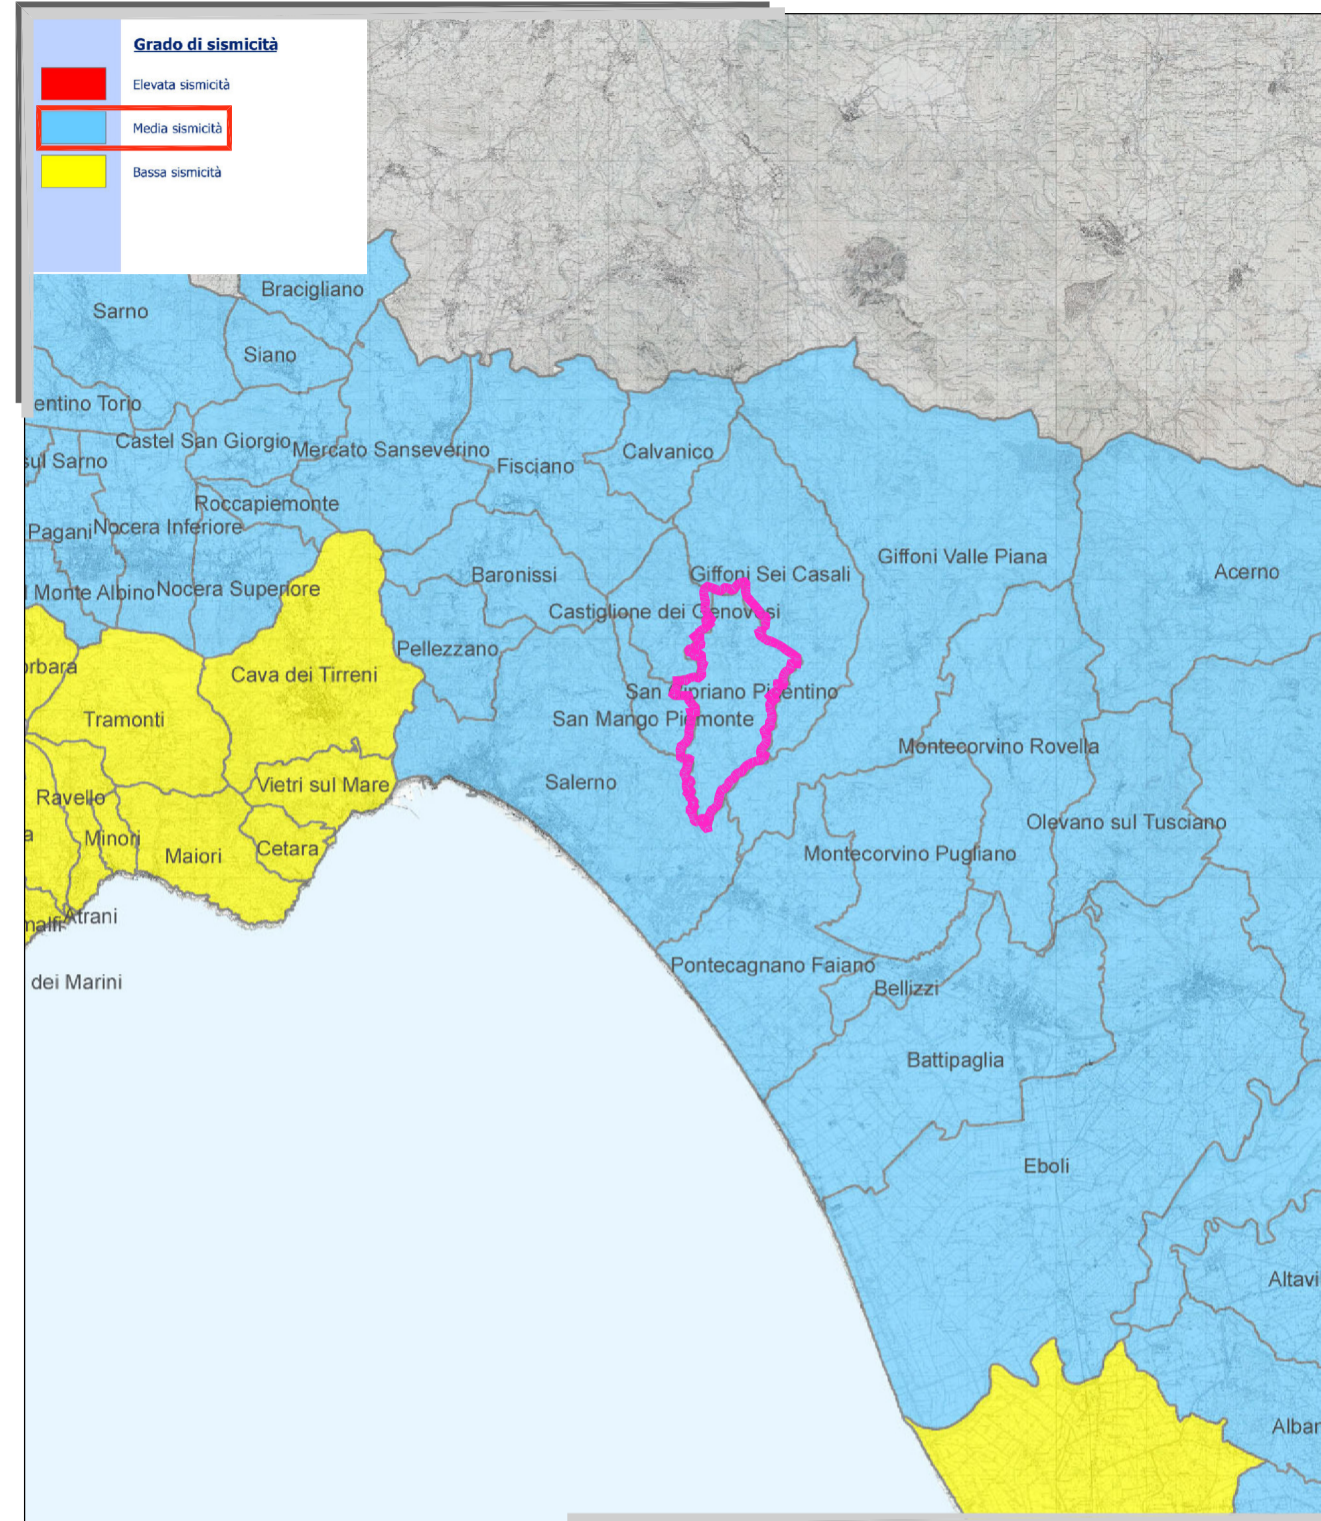 Grado di sismicità
Elevata sismicità
Media sismicità
Bassa sismicità
Bracigliano
Sarno
Siano
entino Torio
Castel San Giorgio
Mercato Sanseverino
Calvanico
sul Sarno
Fisciano
Roccapiemonte
Pagani
Nocera Inferiore
Giffoni Valle Piana
Acerno
Baronissi
Giffoni Sei Casali
l Monte Albino
Nocera Superiore
Castiglione dei Genovesi
Pellezzano
orbara
Cava dei Tirreni
San Cipriano Picentino
Tramonti
San Mango Piemonte
Montecorvino Rovella
Salerno
Vietri sul Mare
Ravello
Olevano sul Tusciano
a
Minori
Cetara
Maiori
Montecorvino Pugliano
malfi
Atrani
Pontecagnano Faiano
dei Marini
Bellizzi
Battipaglia
Eboli
Altavi
Alban